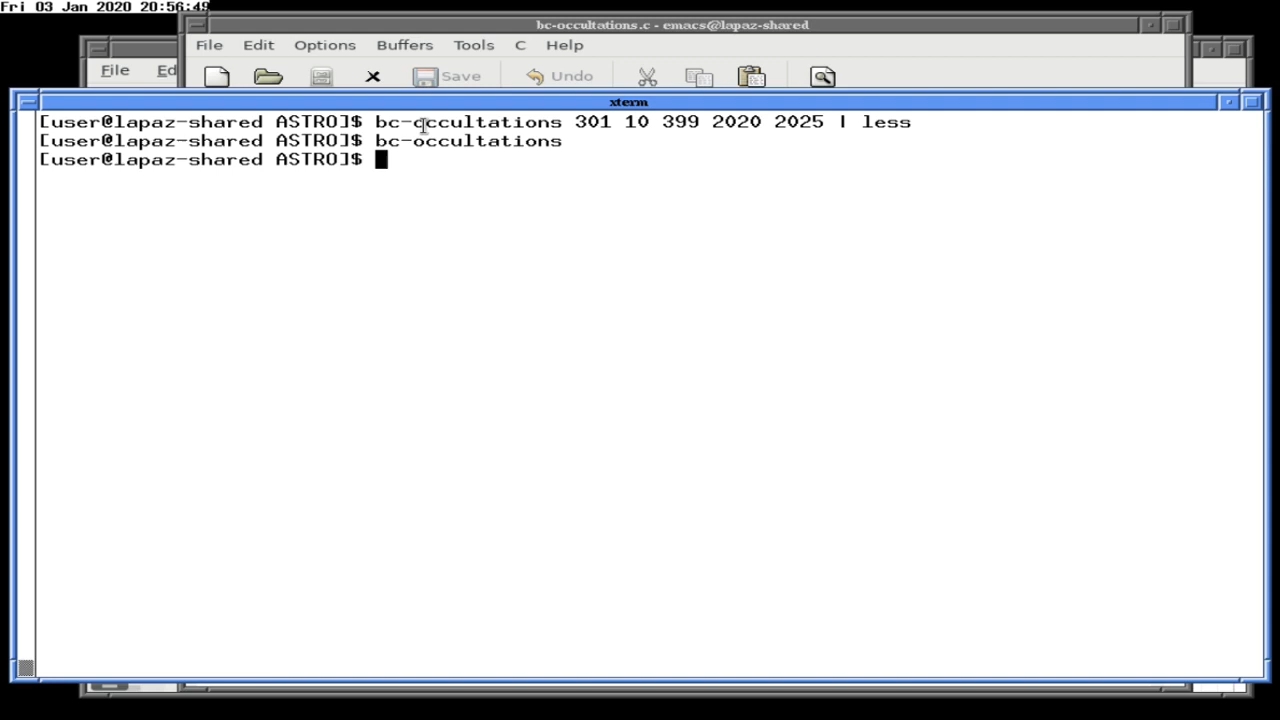 Fri 03 Jan 2020 20:56:49
bc-occultations.c - emacs@lapaz-shared
File Edit Options Buffers Tools C Help
File Ed
Save Undo
xterm
[user@lapaz-shared ASTRO]$ bc-occultations 301 10 399 2020 2025 | less
[user@lapaz-shared ASTRO]$ bc-occultations
[user@lapaz-shared ASTRO]$